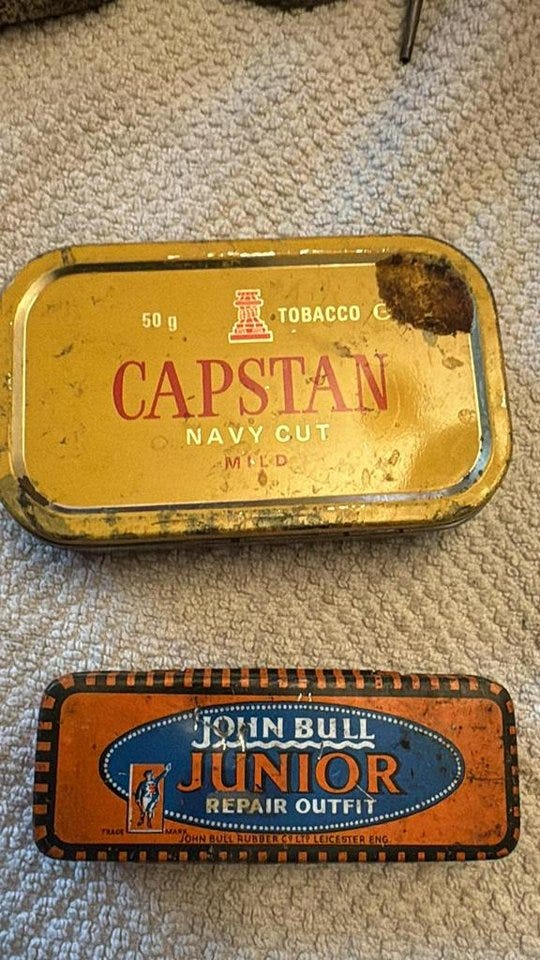 50 g TOBACCO e
CAPSTAN
NAVY CUT
MILD
JOHN BULL
JUNIOR
REPAIR OUTFIT
TRADE MARK
JOHN BULL RUBBER Cº LTD LEICESTER ENG.